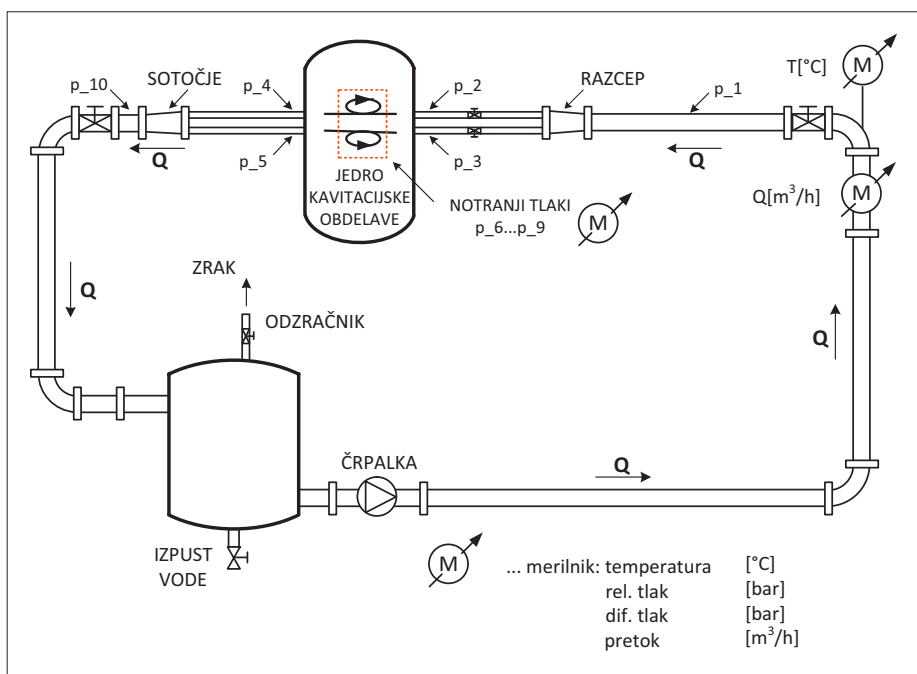 T[°C]
M
p_10
SOTOČJE
p_4
p_2
RAZCEP
p_1
p_5
p_3
Q
Q
JEDRO
KAVITACIJSKE
OBDELAVE
NOTRANJI TLAKI
p_6...p_9
M
Q[m³/h]
M
ZRAK
Q
ODZRAČNIK
Q
ČRPALKA
Q
IZPUST
VODE
M
... merilnik: temperatura [°C]
rel. tlak [bar]
dif. tlak [bar]
pretok [m³/h]